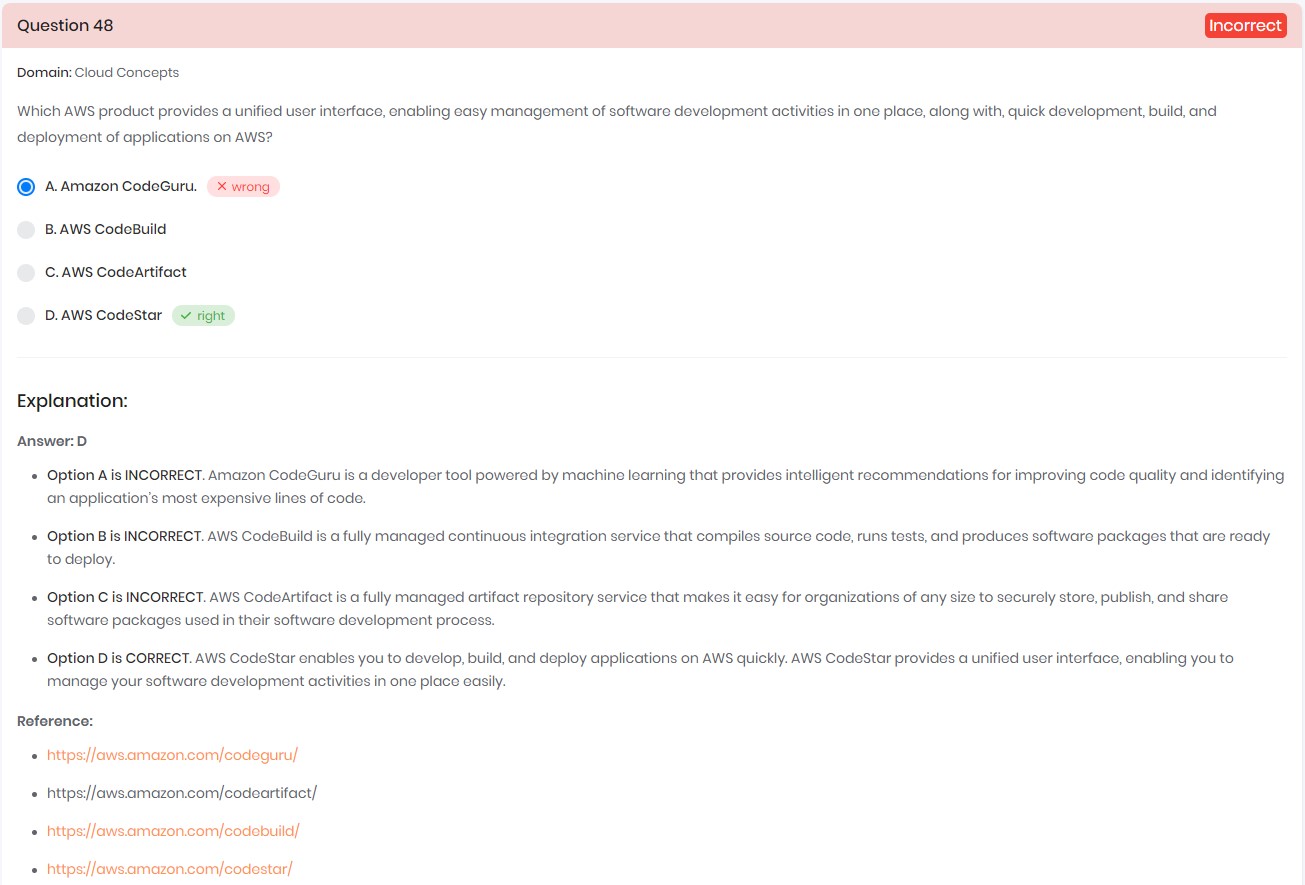 Question 48
Incorrect
Domain: Cloud Concepts
Which AWS product provides a unified user interface, enabling easy management of software development activities in one place, along with, quick development, build, and
deployment of applications on AWS?
A. Amazon CodeGuru.
✕ wrong
B. AWS CodeBuild
C. AWS CodeArtifact
D. AWS CodeStar
✓ right
Explanation:
Answer: D
• Option A is INCORRECT. Amazon CodeGuru is a developer tool powered by machine learning that provides intelligent recommendations for improving code quality and identifying
an application's most expensive lines of code.
• Option B is INCORRECT. AWS CodeBuild is a fully managed continuous integration service that compiles source code, runs tests, and produces software packages that are ready
to deploy.
• Option C is INCORRECT. AWS CodeArtifact is a fully managed artifact repository service that makes it easy for organizations of any size to securely store, publish, and share
software packages used in their software development process.
• Option D is CORRECT. AWS CodeStar enables you to develop, build, and deploy applications on AWS quickly. AWS CodeStar provides a unified user interface, enabling you to
manage your software development activities in one place easily.
Reference:
• https://aws.amazon.com/codeguru/
• https://aws.amazon.com/codeartifact/
• https://aws.amazon.com/codebuild/
• https://aws.amazon.com/codestar/